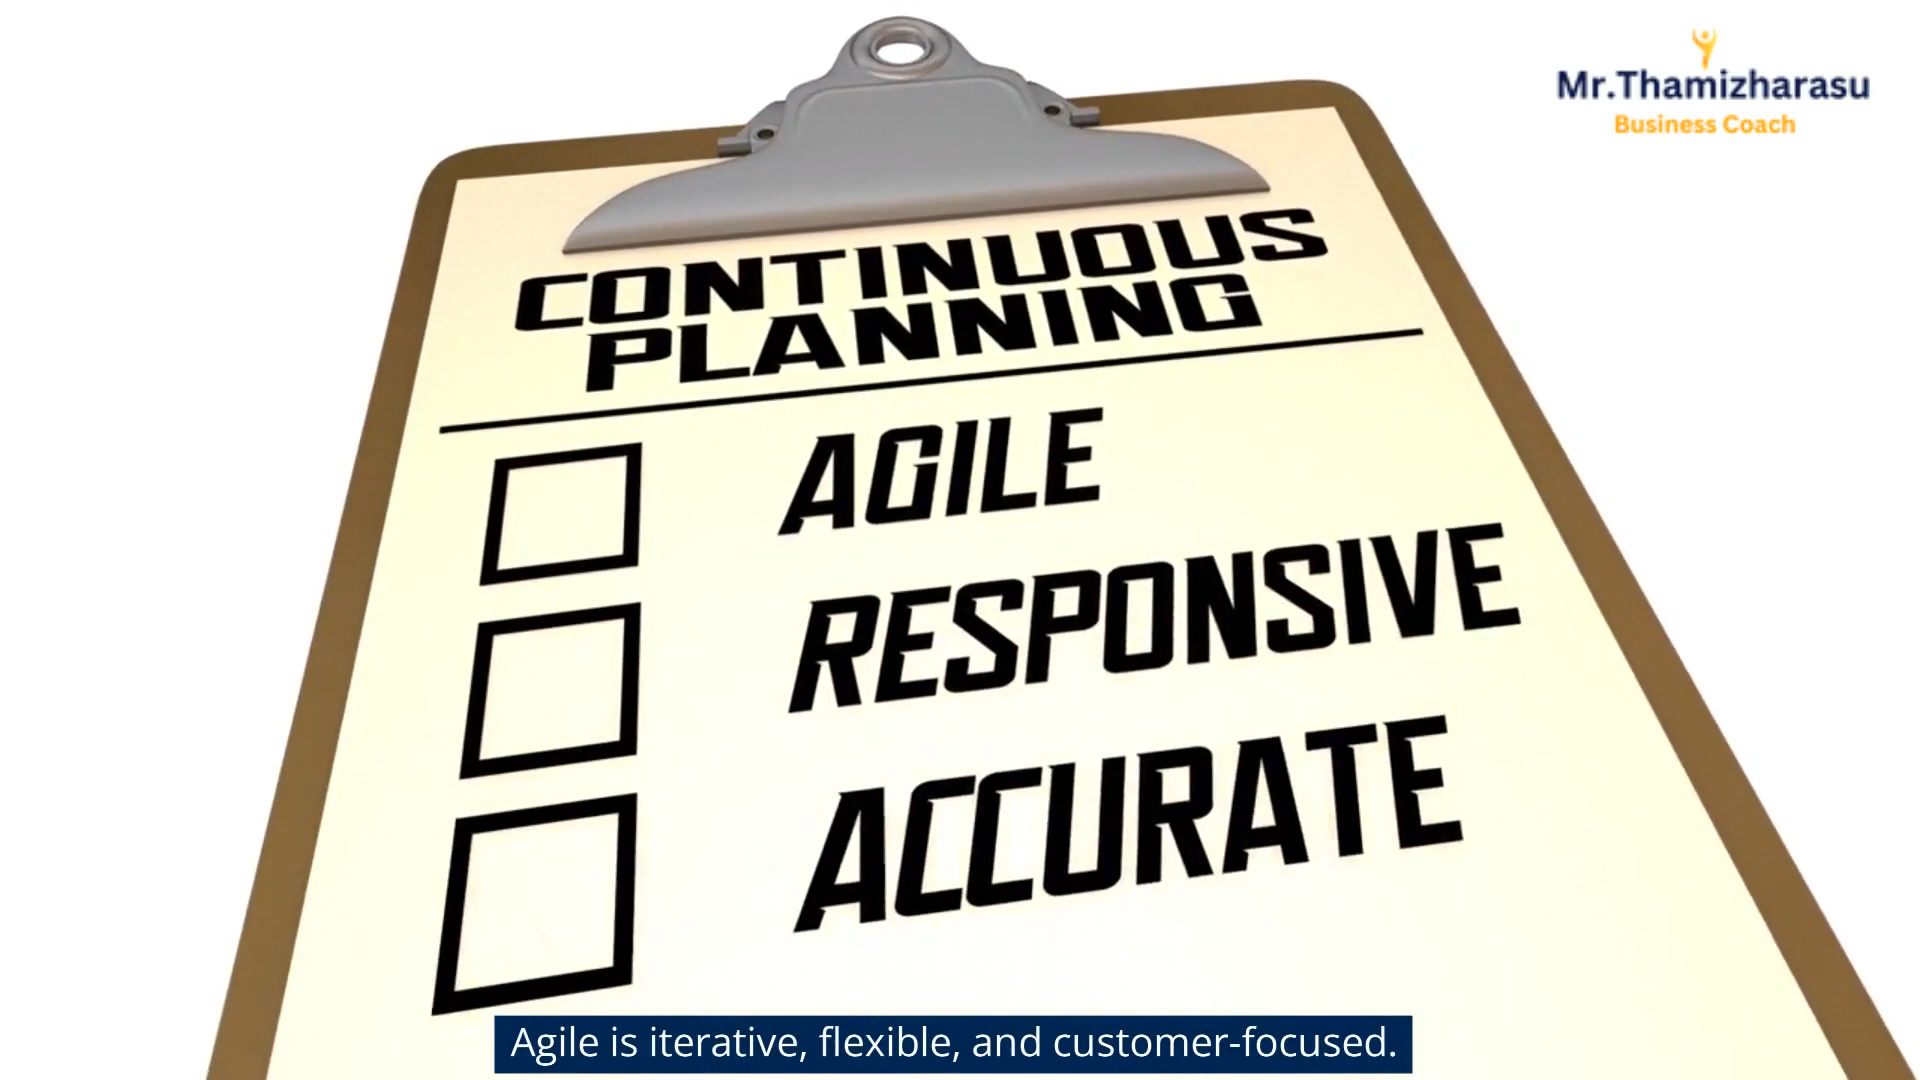 Mr.Thamizharasu
Business Coach
CONTINUOUS
PLANNING
AGILE
RESPONSIVE
ACCURATE
Agile is iterative, flexible, and customer-focused.